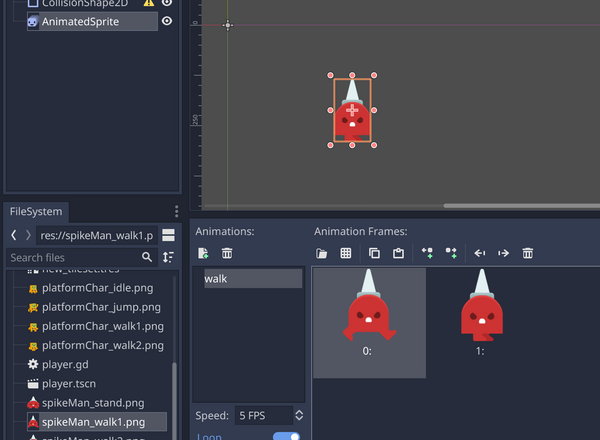 CollisionShape2D
AnimatedSprite
0
250
FileSystem
res://spikeMan_walk1.p
Search files
new_tileset.tres
platformChar_idle.png
platformChar_jump.png
platformChar_walk1.png
platformChar_walk2.png
player.gd
player.tscn
spikeMan_stand.png
spikeMan_walk1.png
spikeMan_walk2.png
Animations:
walk
Speed: 5 FPS
Loop
Animation Frames:
0: 1: